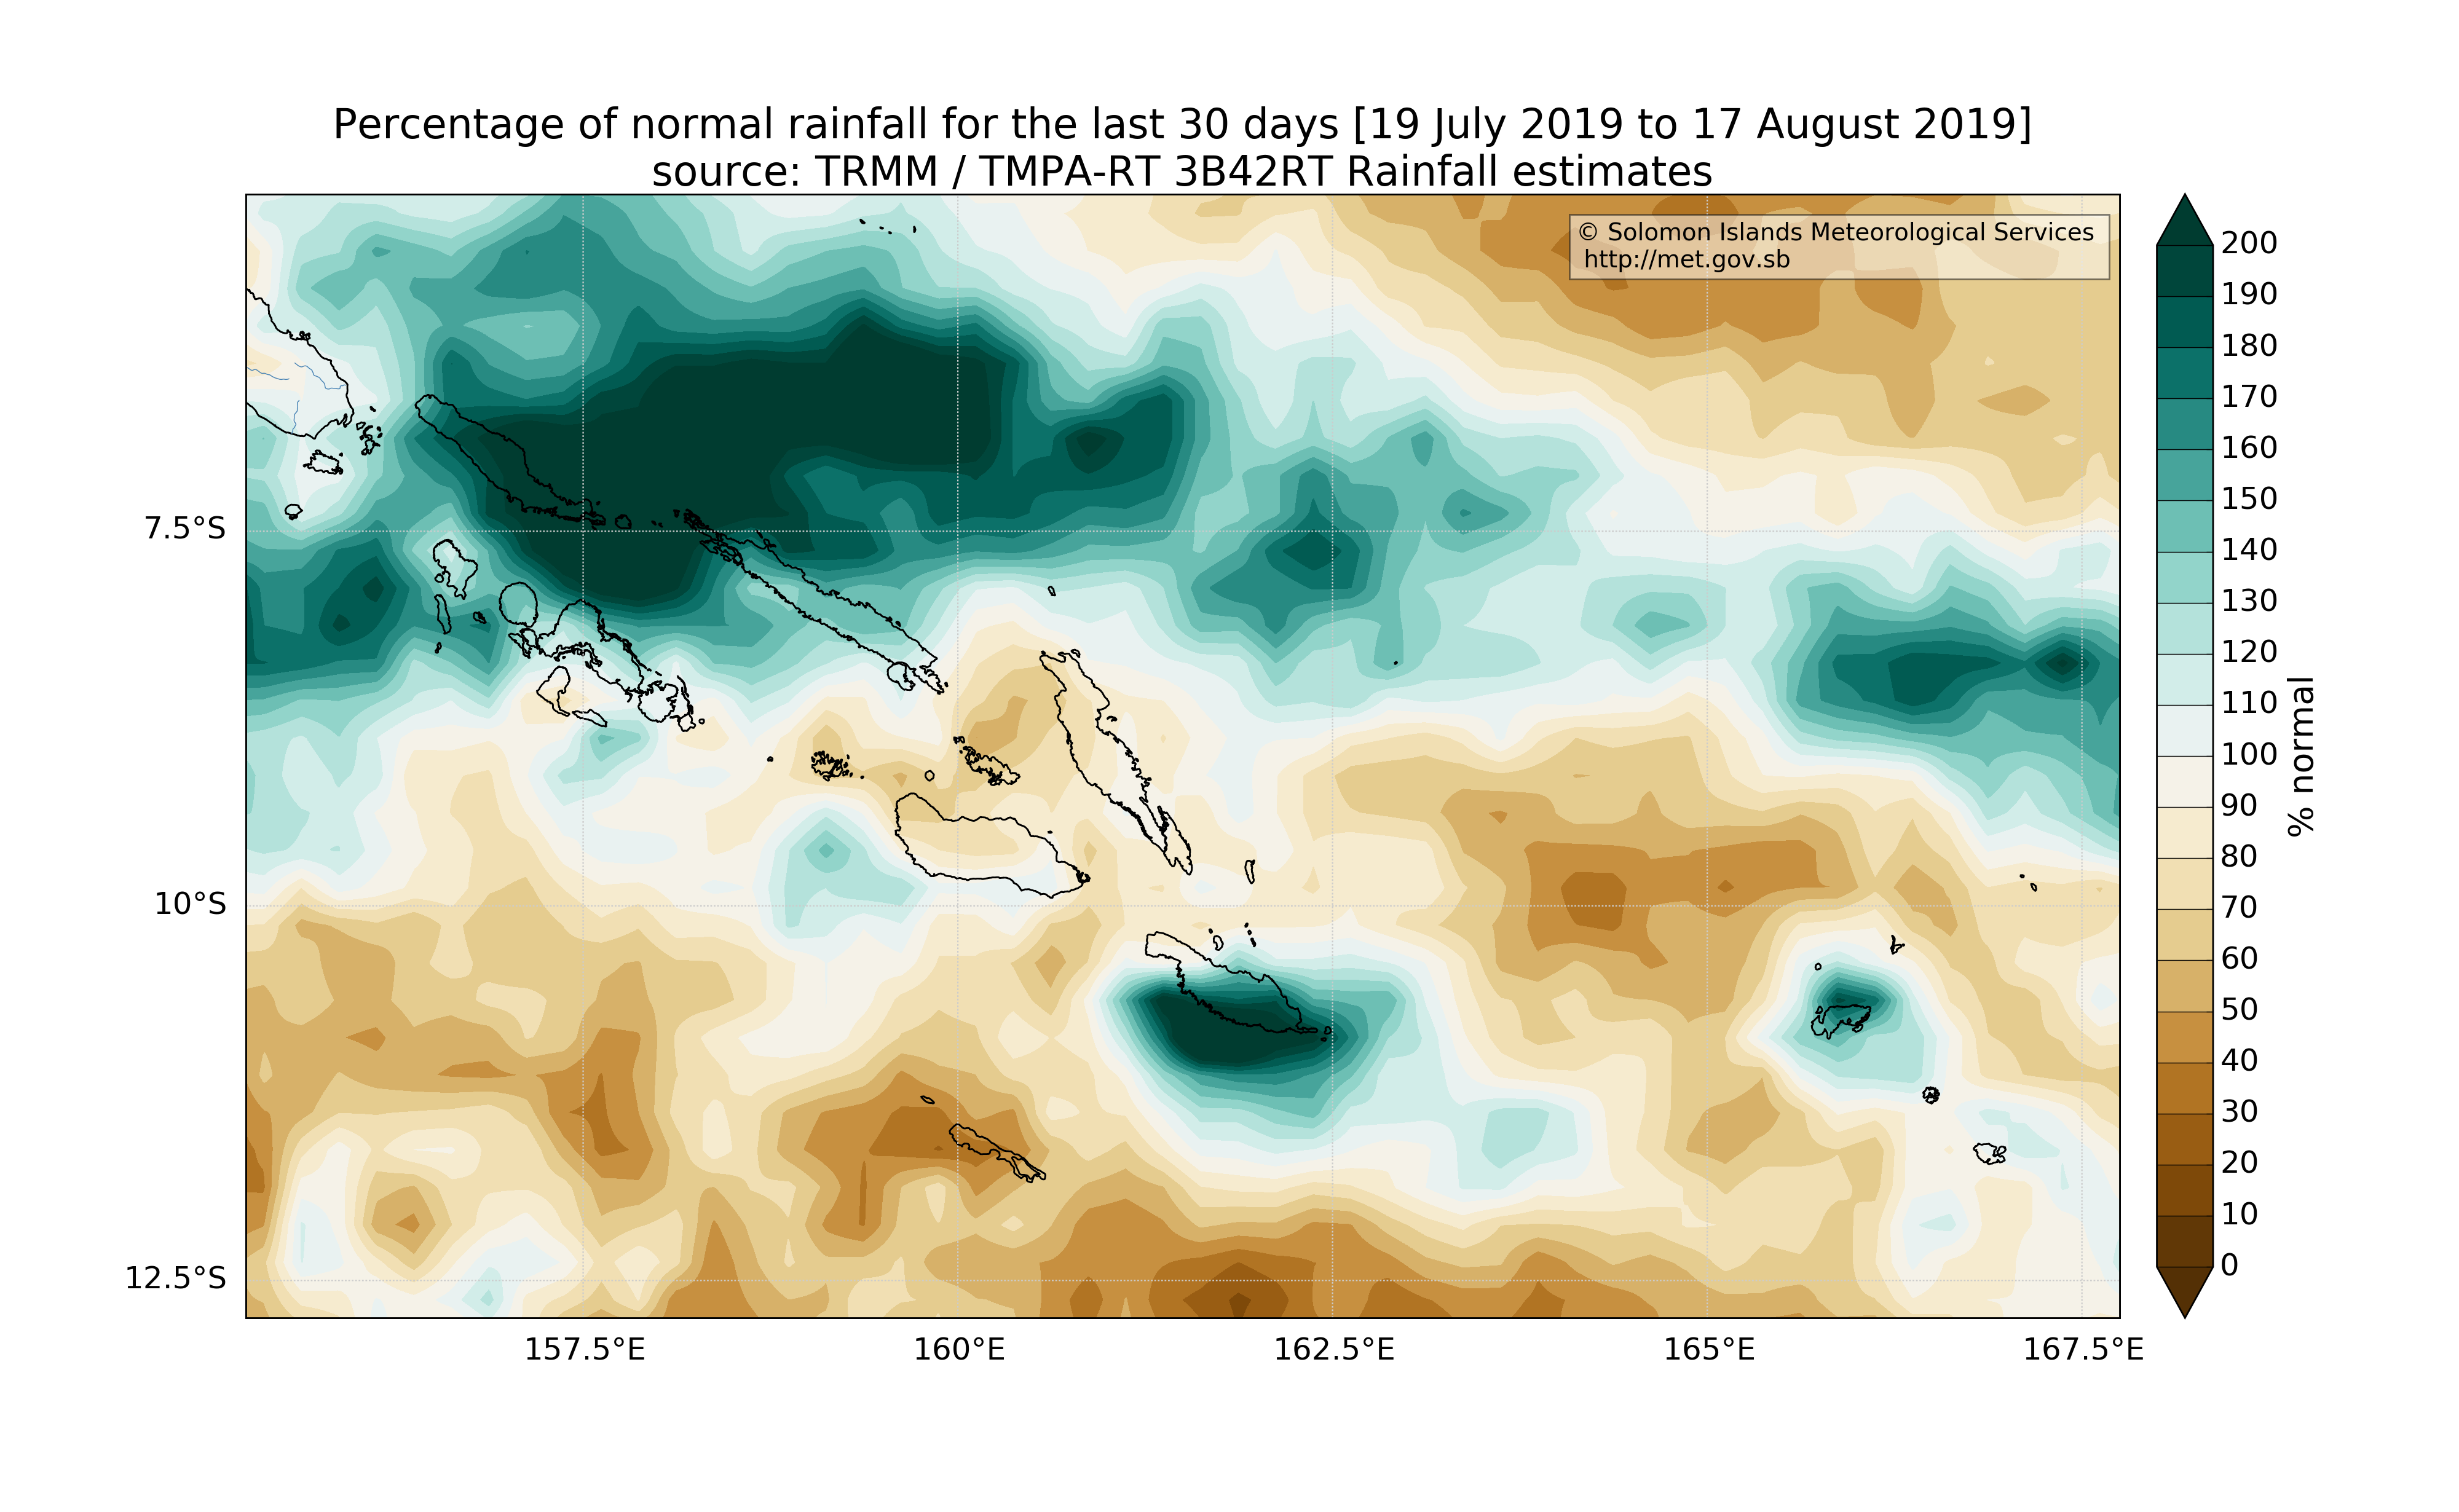 Percentage of normal rainfall for the last 30 days [19 July 2019 to 17 August 2019]
source: TRMM / TMPA-RT 3B42RT Rainfall estimates
© Solomon Islands Meteorological Services
http://met.gov.sb
7.5°S
10°S
12.5°S
157.5°E
160°E
162.5°E
165°E
167.5°E
200
190
180
170
160
150
140
130
120
110
100
90
80
70
60
50
40
30
20
10
0
% normal